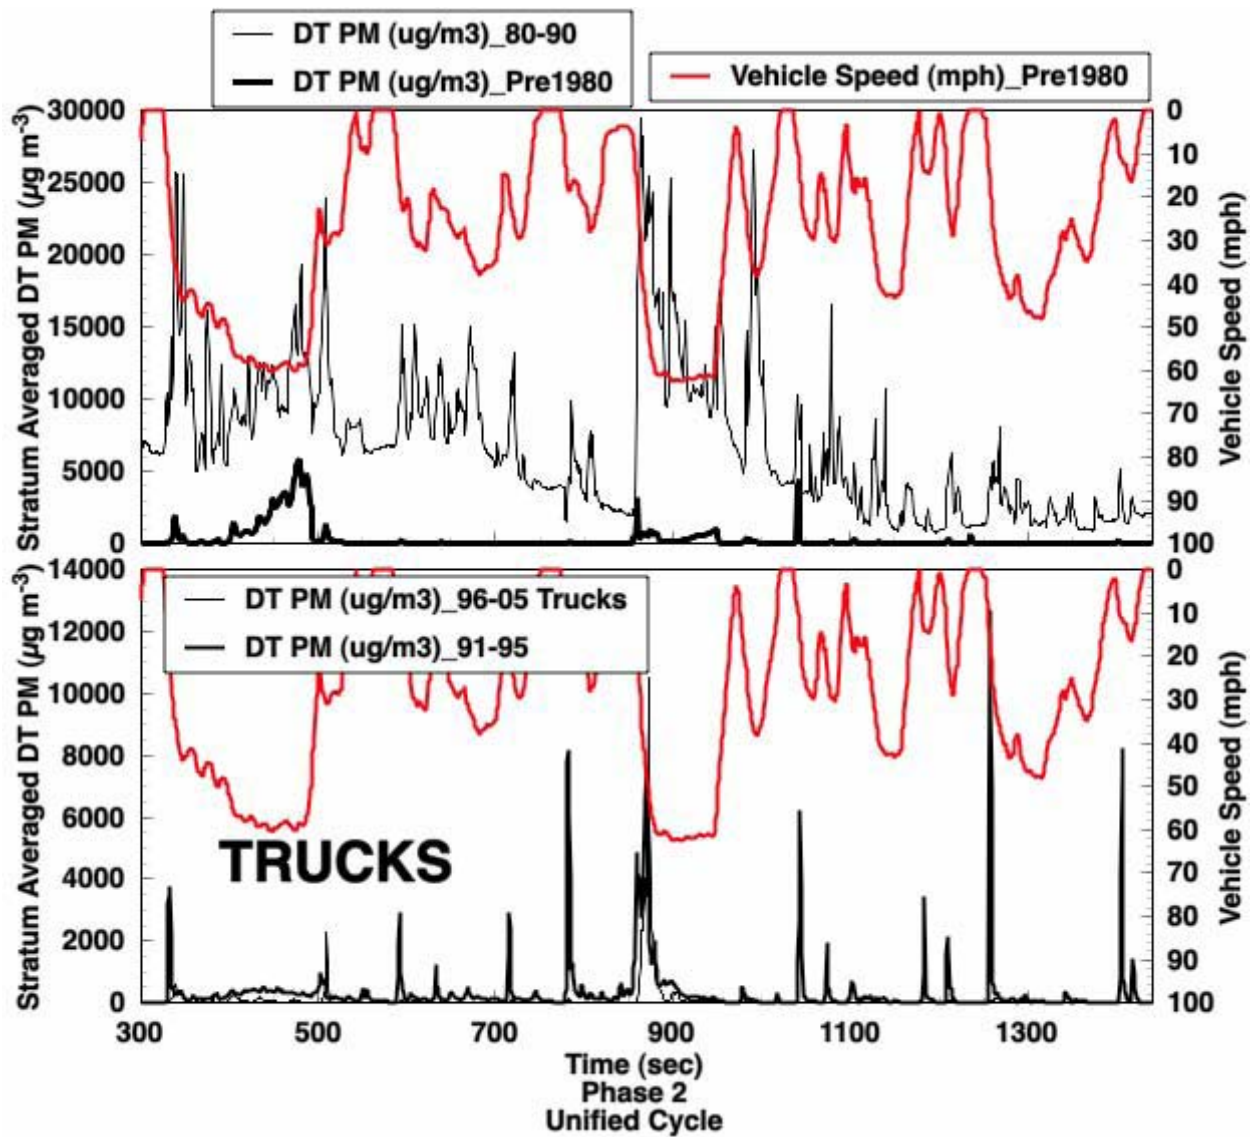 DT PM (ug/m3)_80-90
DT PM (ug/m3)_Pre1980
Vehicle Speed (mph)_Pre1980
Stratum Averaged DT PM (µg m⁻³)
30000
25000
20000
15000
10000
5000
0
0
10
20
30
40
50
60
70
80
90
100
Vehicle Speed (mph)
DT PM (ug/m3)_96-05 Trucks
DT PM (ug/m3)_91-95
Stratum Averaged DT PM (µg m⁻³)
14000
12000
10000
8000
6000
4000
2000
0
TRUCKS
0
10
20
30
40
50
60
70
80
90
100
Vehicle Speed (mph)
300 500 700 900 1100 1300
Time (sec)
Phase 2
Unified Cycle